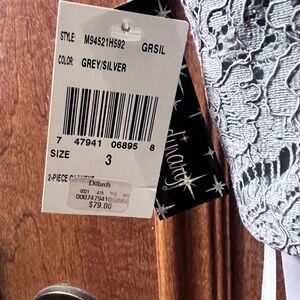 STYLE: M94521H592 GRSIL
COLOR: GREY/SILVER
7 47941 06895 8
SIZE 3
2-PIECE
Dillard's
$79.00